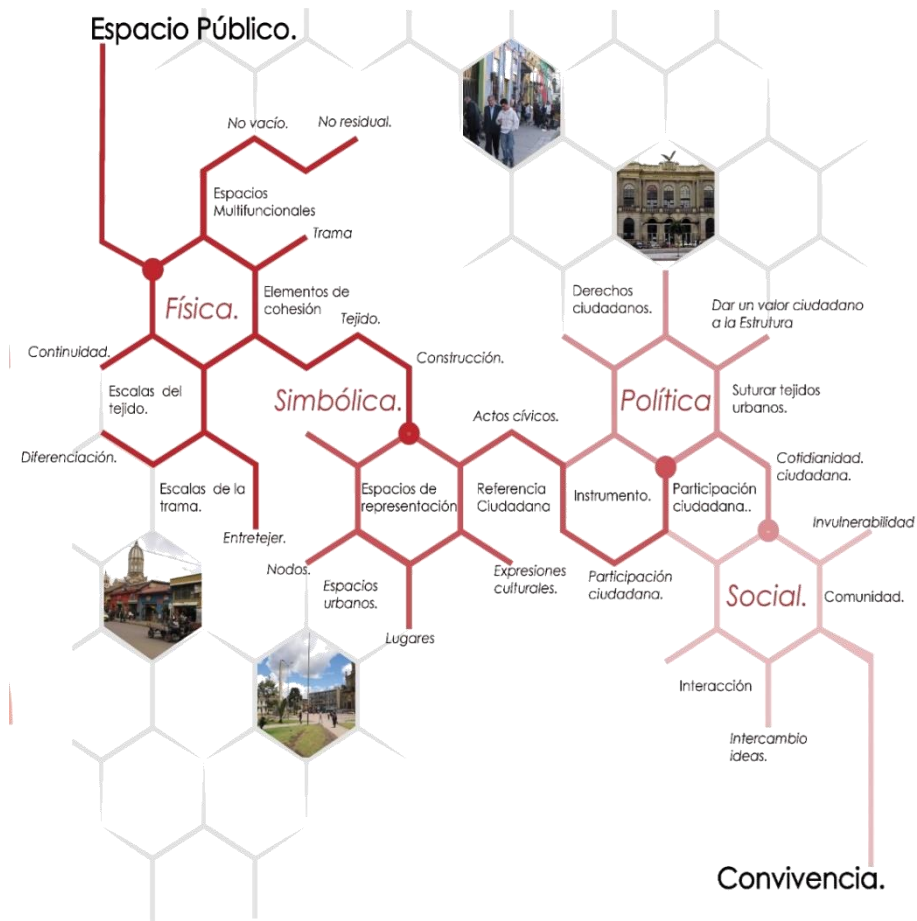 Espacio Público.
No vacío.
No residual.
Espacios
Multifuncionales
Trama
Física.
Elementos de
cohesión
Tejido.
Continuidad.
Construcción.
Escalas del
tejido.
Simbólica.
Diferenciación.
Escalas de la
trama.
Entretejer.
Actos cívicos.
Espacios de
representación
Referencia
Ciudadana
Nodos.
Espacios
urbanos.
Lugares
Expresiones
culturales.
Derechos
ciudadanos.
Dar un valor ciudadano
a la Estrutura
Política
Suturar tejidos
urbanos.
Instrumento.
Participación
ciudadana..
Cotidianidad.
ciudadana.
Participación
ciudadana.
Invulnerabilidad
Social.
Comunidad.
Interacción
Intercambio
ideas.
Convivencia.